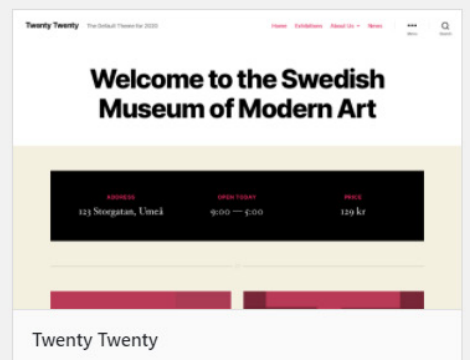 Twenty Twenty The Default Theme for 2020
Home Exhibitions About Us News
Menu Search
Welcome to the Swedish
Museum of Modern Art
ADDRESS OPEN TODAY PRICE
123 Storgatan, Umeå 9:00 — 5:00 129 kr
Twenty Twenty